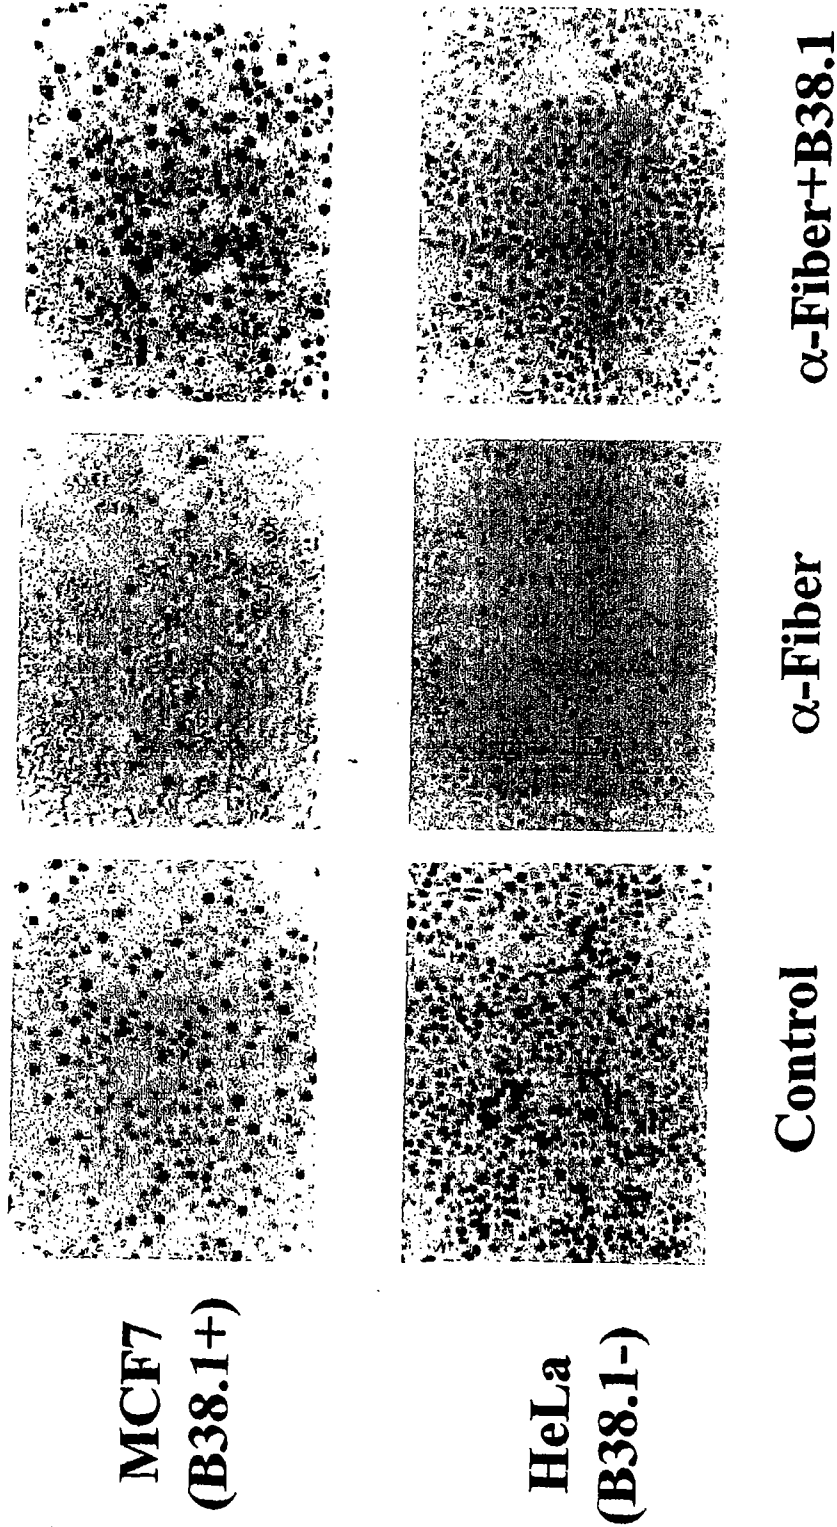 MCF7
(B38.1+)
HeLa
(B38.1-)
Control
α-Fiber
α-Fiber+B38.1